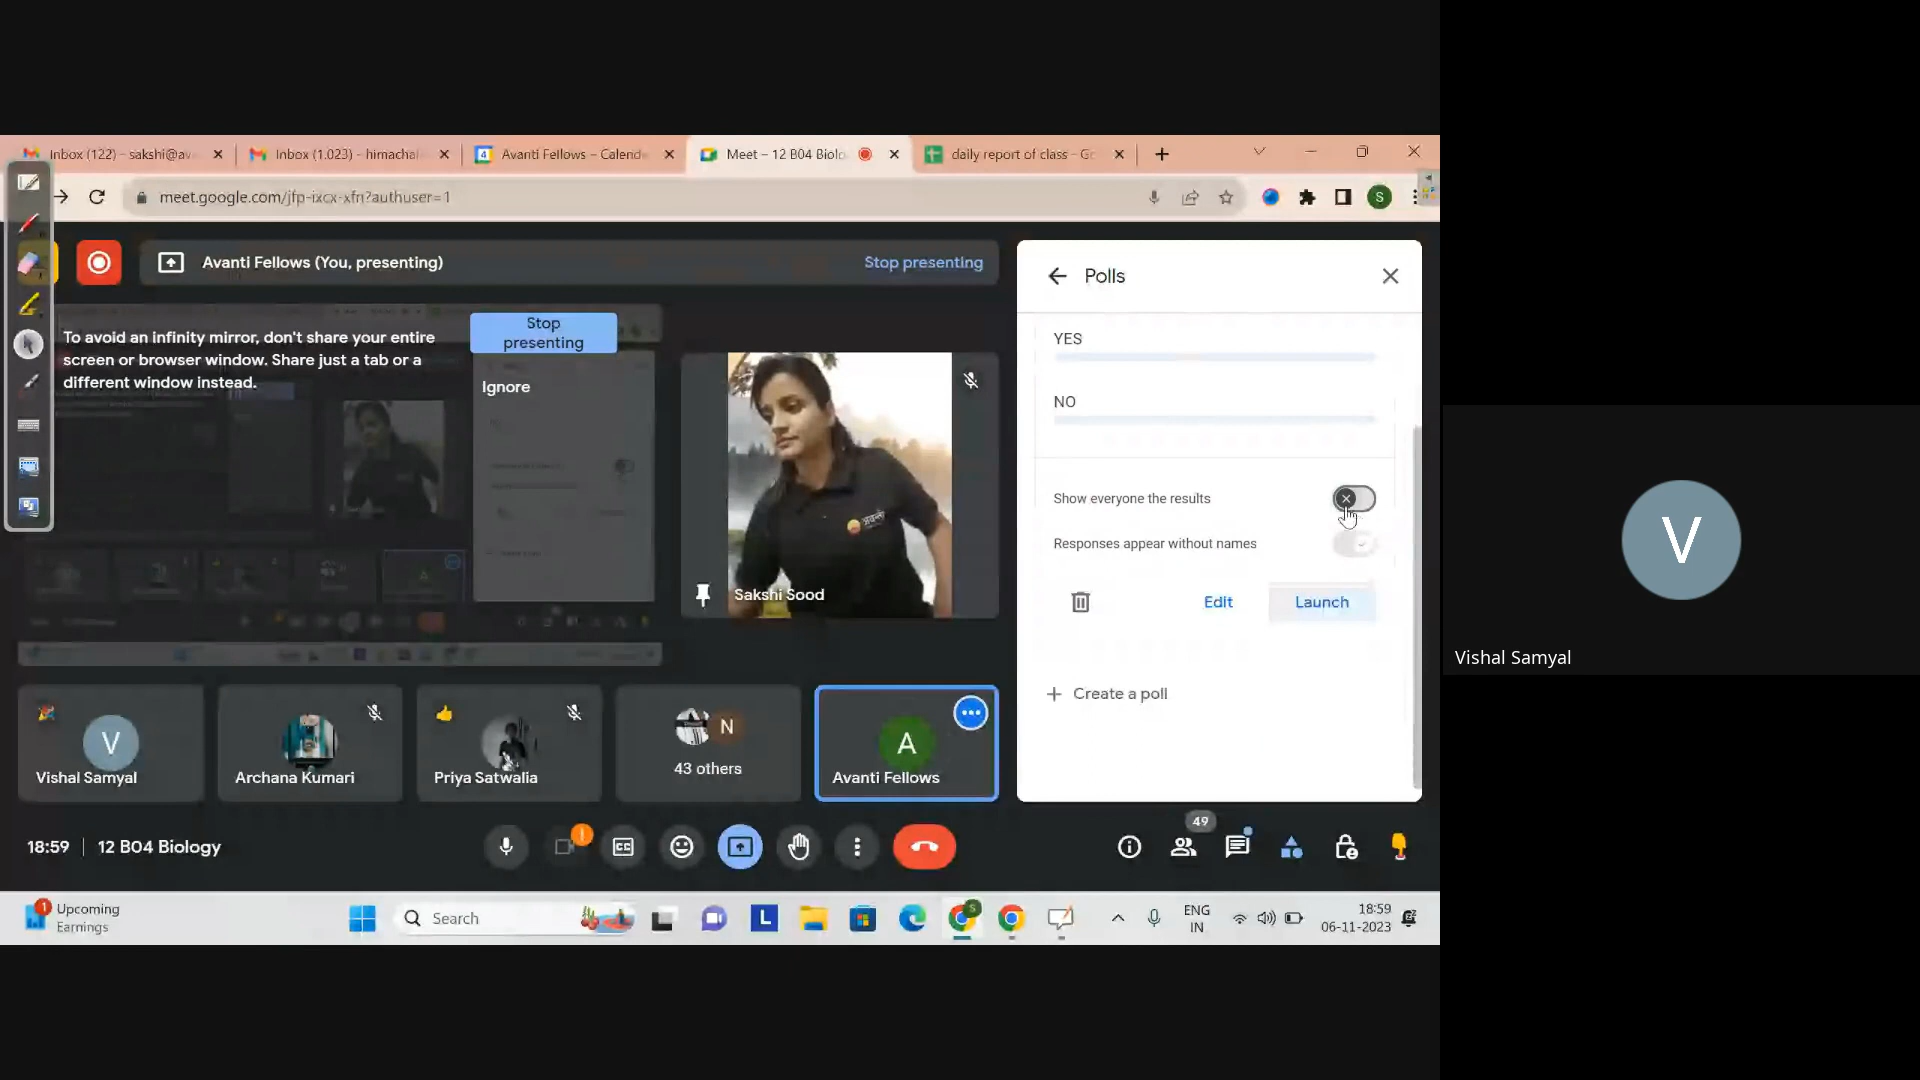 Inbox (122) – sakshi@av
Inbox (1,023) - himachal
Avanti Fellows – Calend
Meet – 12 B04 Biolo
daily report of class - G
meet.google.com/jfp-ixcx-xfn?authuser=1
S
Avanti Fellows (You, presenting)
Stop presenting
To avoid an infinity mirror, don't share your entire
screen or browser window. Share just a tab or a
different window instead.
Stop
presenting
Ignore
अवन्ती
Sakshi Sood
Polls
YES
NO
Show everyone the results
Responses appear without names
Edit
Launch
Create a poll
V
Vishal Samyal
Archana Kumari
Priya Satwalia
N
43 others
A
Avanti Fellows
18:59
12 B04 Biology
49
1
Upcoming
Earnings
Search
L
S
ENG
IN
18:59
06-11-2023
V
Vishal Samyal